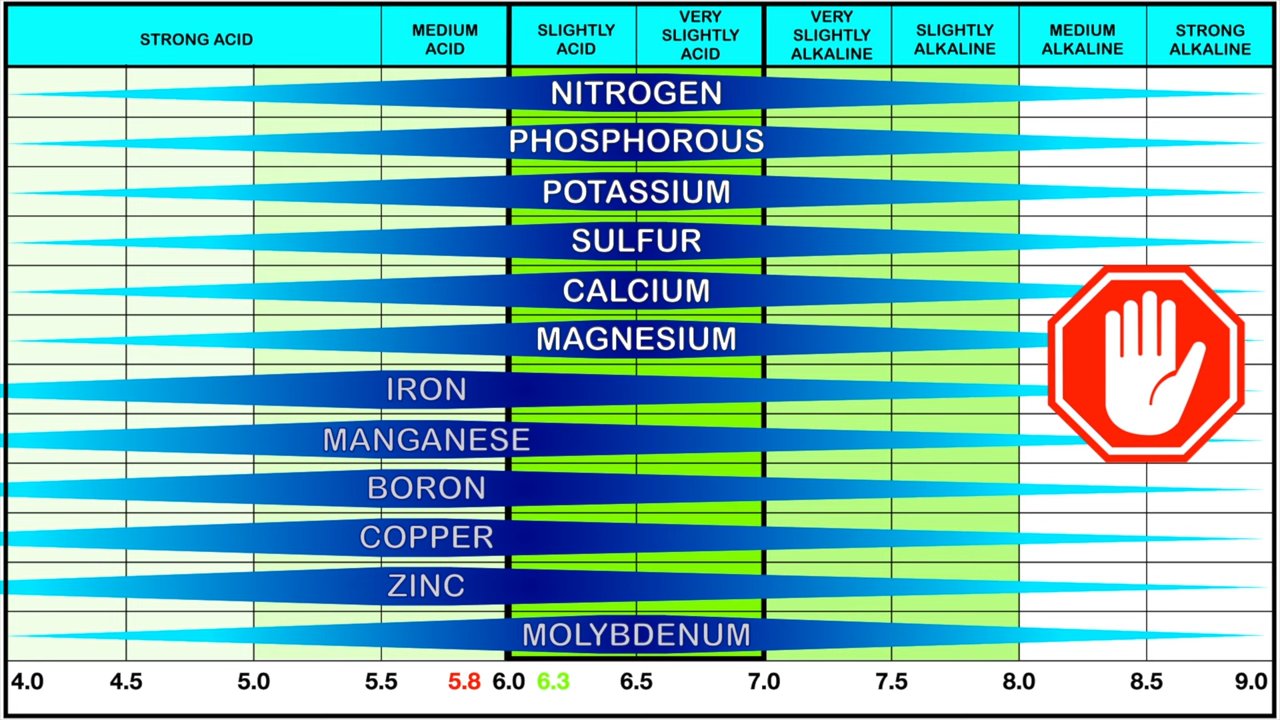 STRONG ACID
MEDIUM
ACID
SLIGHTLY
ACID
VERY
SLIGHTLY
ACID
VERY
SLIGHTLY
ALKALINE
SLIGHTLY
ALKALINE
MEDIUM
ALKALINE
STRONG
ALKALINE
NITROGEN
PHOSPHOROUS
POTASSIUM
SULFUR
CALCIUM
MAGNESIUM
IRON
MANGANESE
BORON
COPPER
ZINC
MOLYBDENUM
4.0 4.5 5.0 5.5 5.8 6.0 6.3 6.5 7.0 7.5 8.0 8.5 9.0